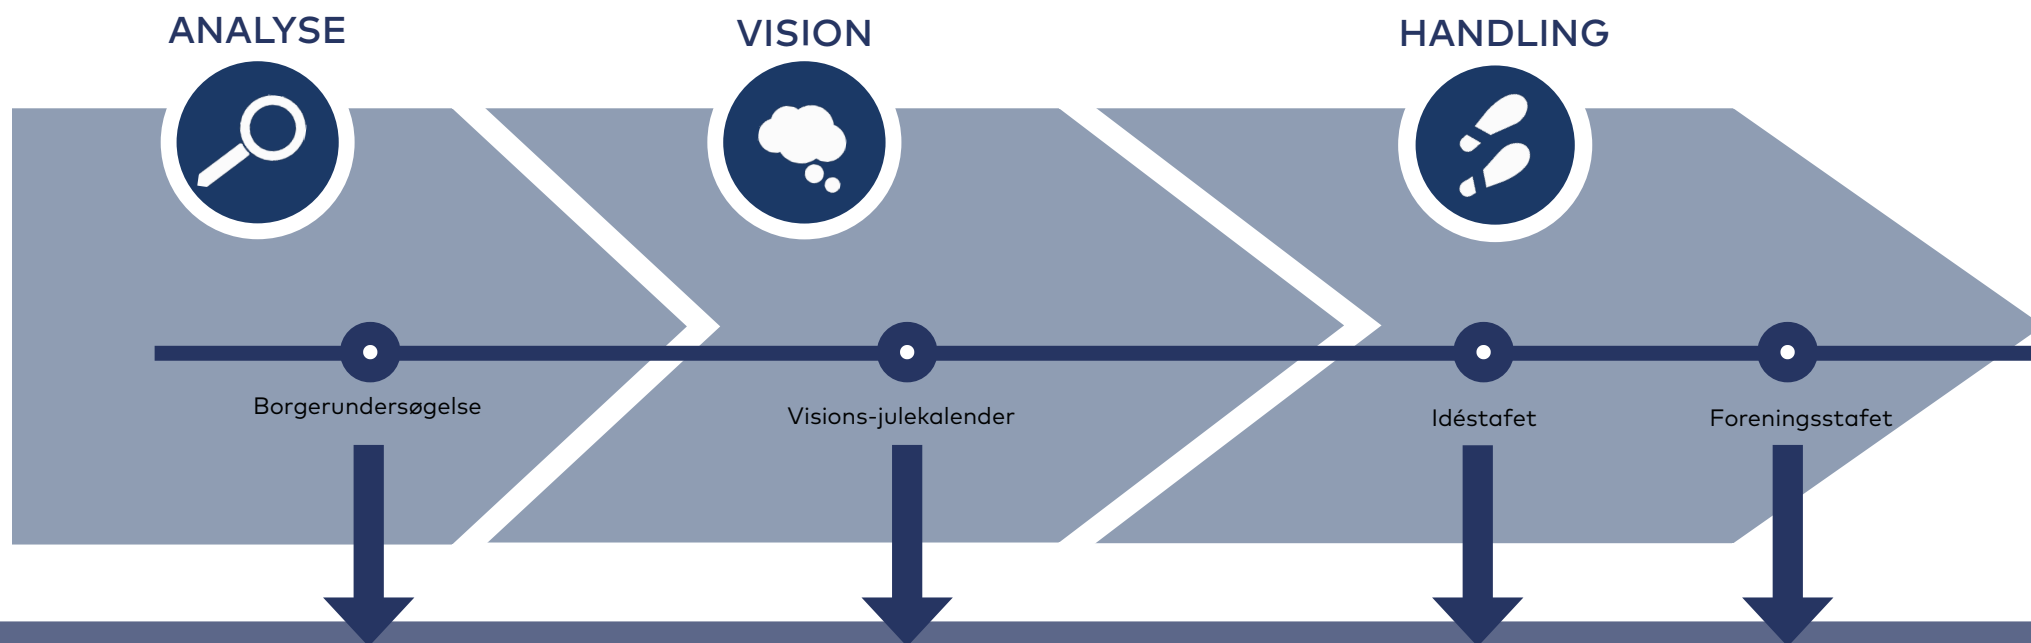 ANALYSE
VISION
HANDLING
Borgerundersøgelse
Visions-julekalender
Idéstafet
Foreningsstafet